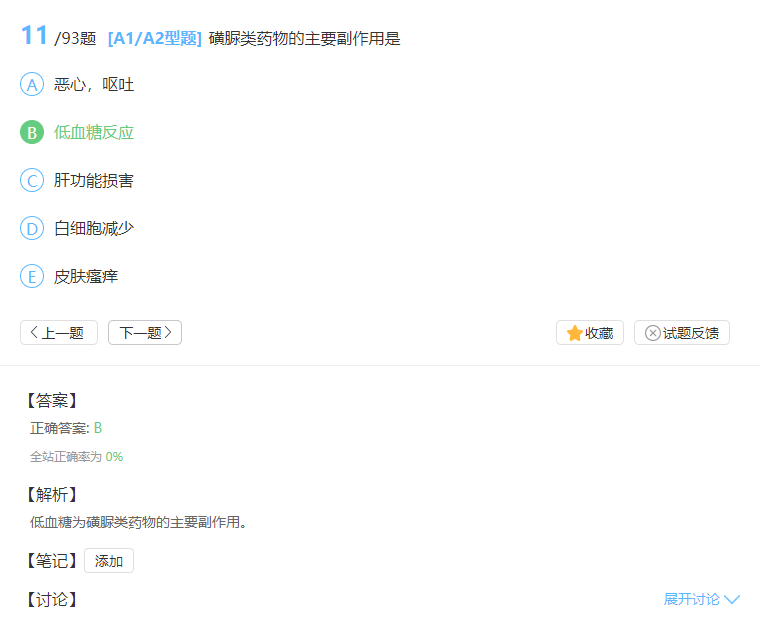 11 /93题 [A1/A2型题] 磺脲类药物的主要副作用是
A 恶心，呕吐
B 低血糖反应
C 肝功能损害
D 白细胞减少
E 皮肤瘙痒
上一题 下一题 收藏 试题反馈
【答案】
正确答案: B
全站正确率为 0%
【解析】
低血糖为磺脲类药物的主要副作用。
【笔记】 添加
【讨论】 展开讨论